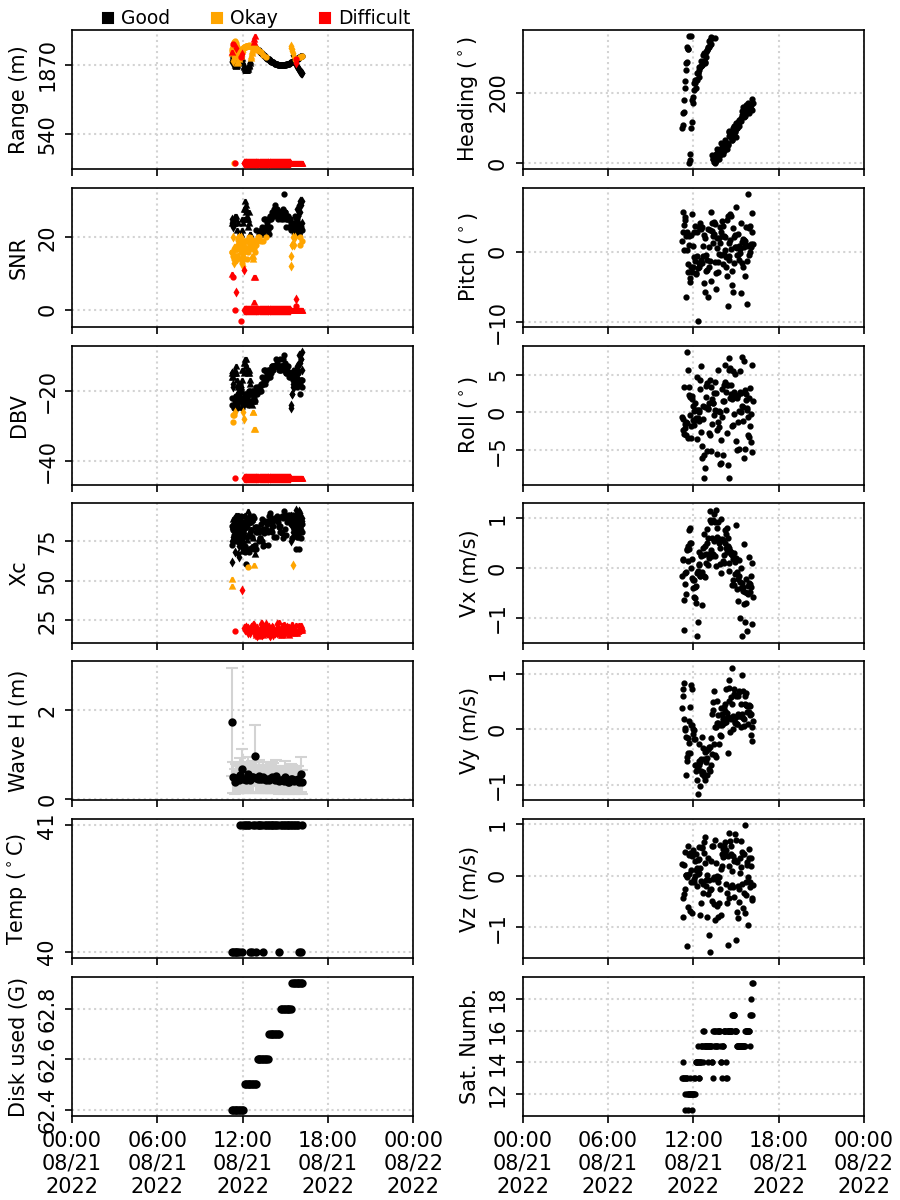 Good Okay Difficult
Range (m)
1870
540
Heading (°)
200
0
SNR
20
0
Pitch (°)
0
−10
DBV
−20
−40
Roll (°)
5
0
−5
Xc
75
50
25
Vx (m/s)
1
0
−1
Wave H (m)
2
0
Vy (m/s)
1
0
−1
Temp (°C)
41
40
Vz (m/s)
1
0
−1
Disk used (G)
62.8
62.6
62.4
Sat. Numb.
18
16
14
12
00:00 06:00 12:00 18:00 00:00
08/21 08/21 08/21 08/21 08/22
2022 2022 2022 2022 2022
00:00 06:00 12:00 18:00 00:00
08/21 08/21 08/21 08/21 08/22
2022 2022 2022 2022 2022